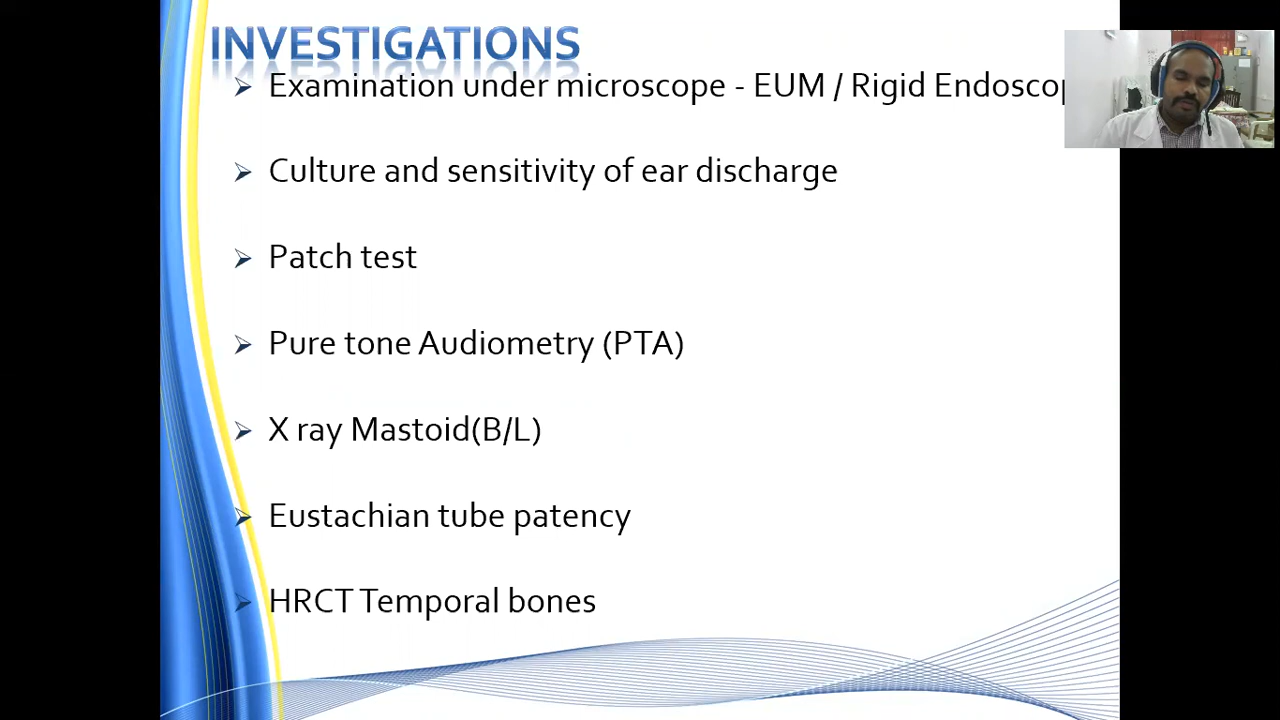 INVESTIGATIONS
Examination under microscope - EUM / Rigid
Culture and sensitivity of ear discharge
Patch test
Pure tone Audiometry (PTA)
X ray Mastoid(B/L)
Eustachian tube patency
HRCT Temporal bones